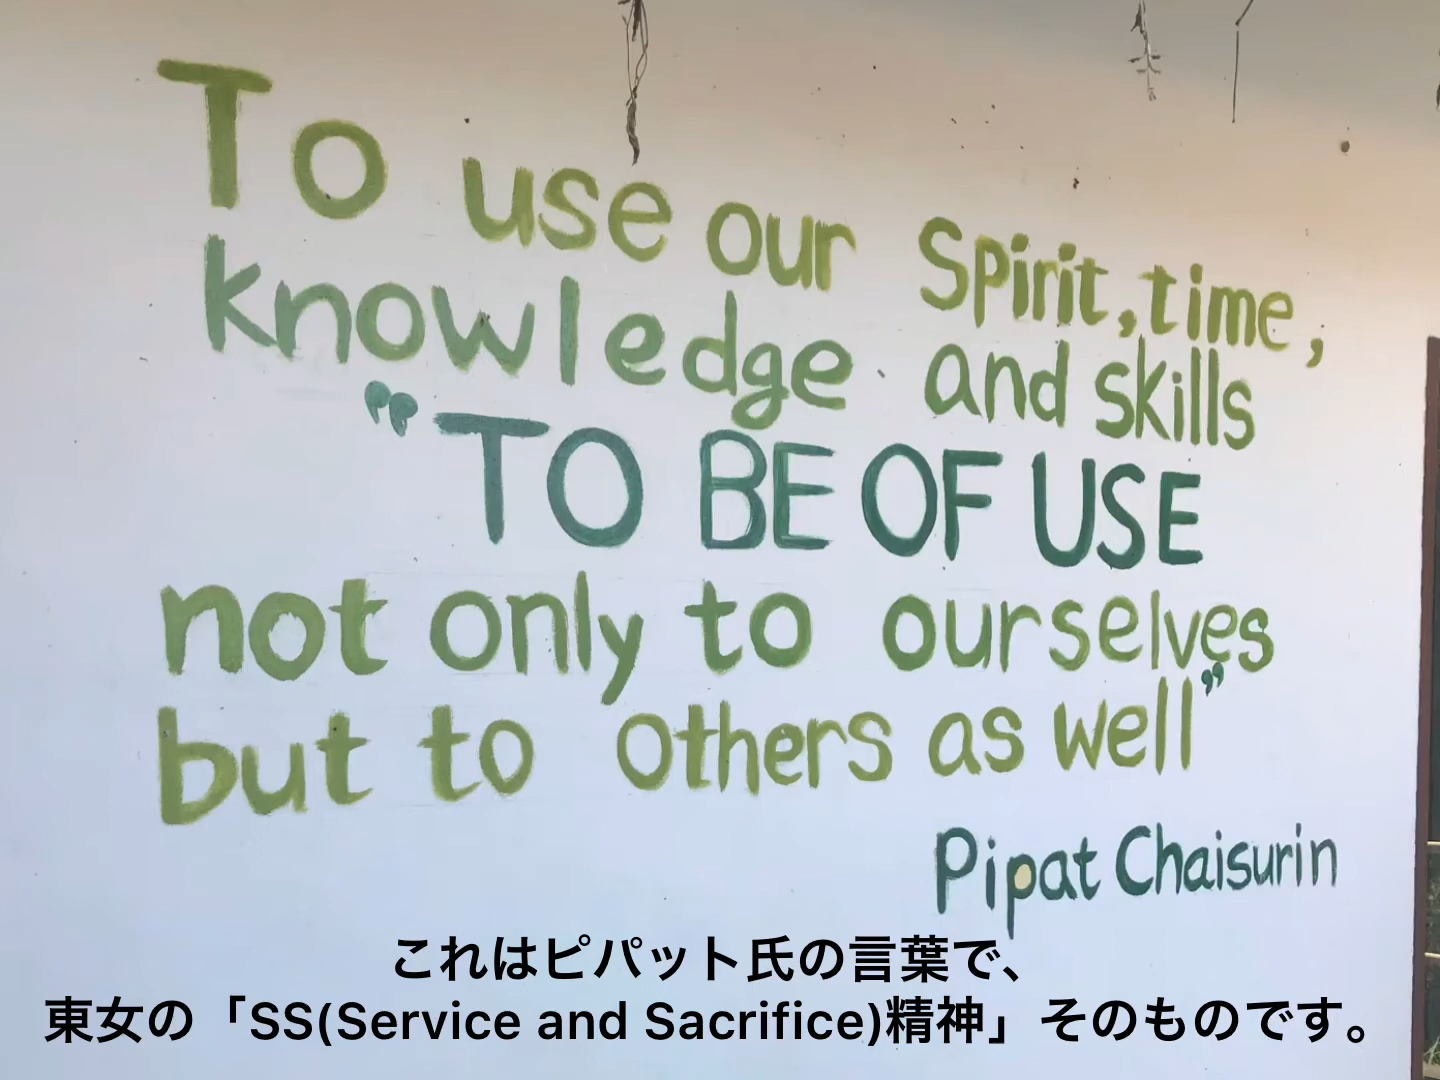 To use our Spirit, time,
knowledge and skills
"TO BE OF USE
not only to ourselves
but to others as well"
Pipat Chaisurin
これはピパット氏の言葉で、
東女の「SS(Service and Sacrifice)精神」そのものです。